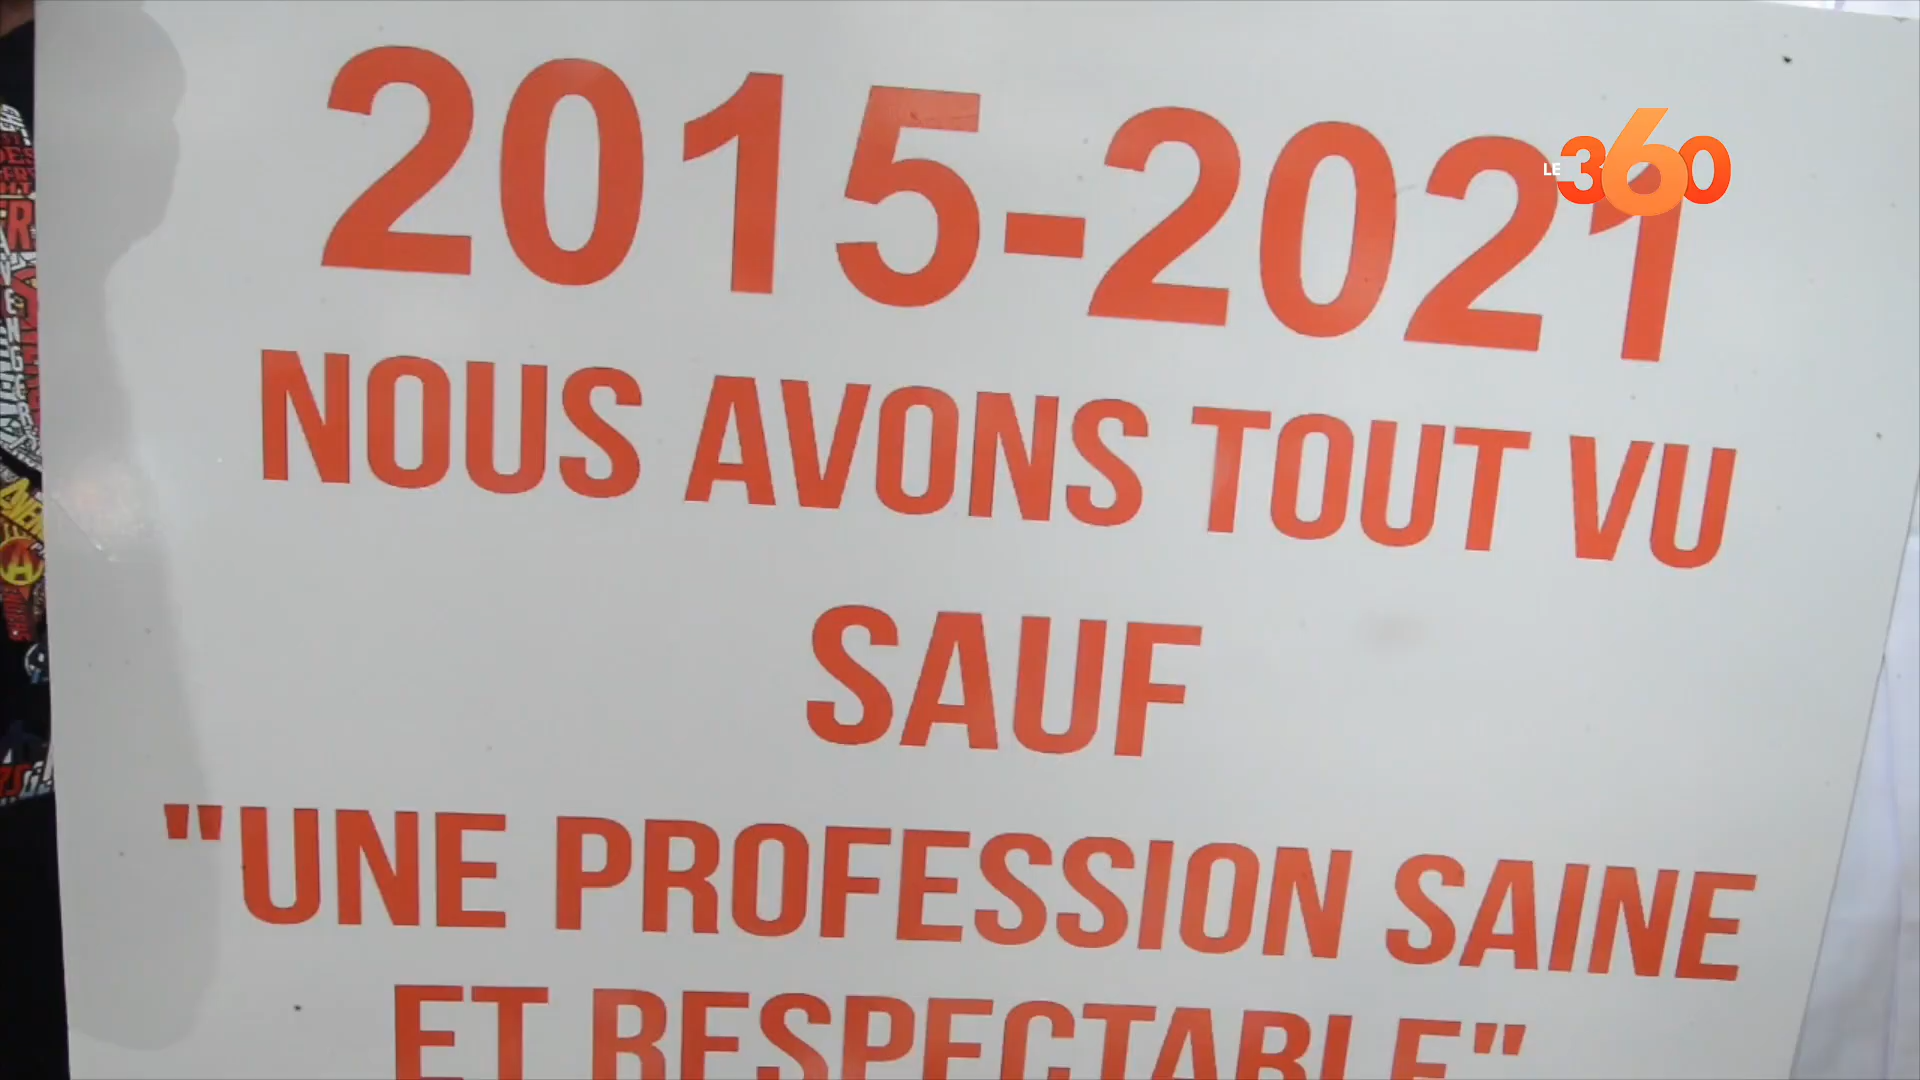 2015-2021
LE 360
NOUS AVONS TOUT VU
SAUF
"UNE PROFESSION SAINE
ET RESPECTABLE"